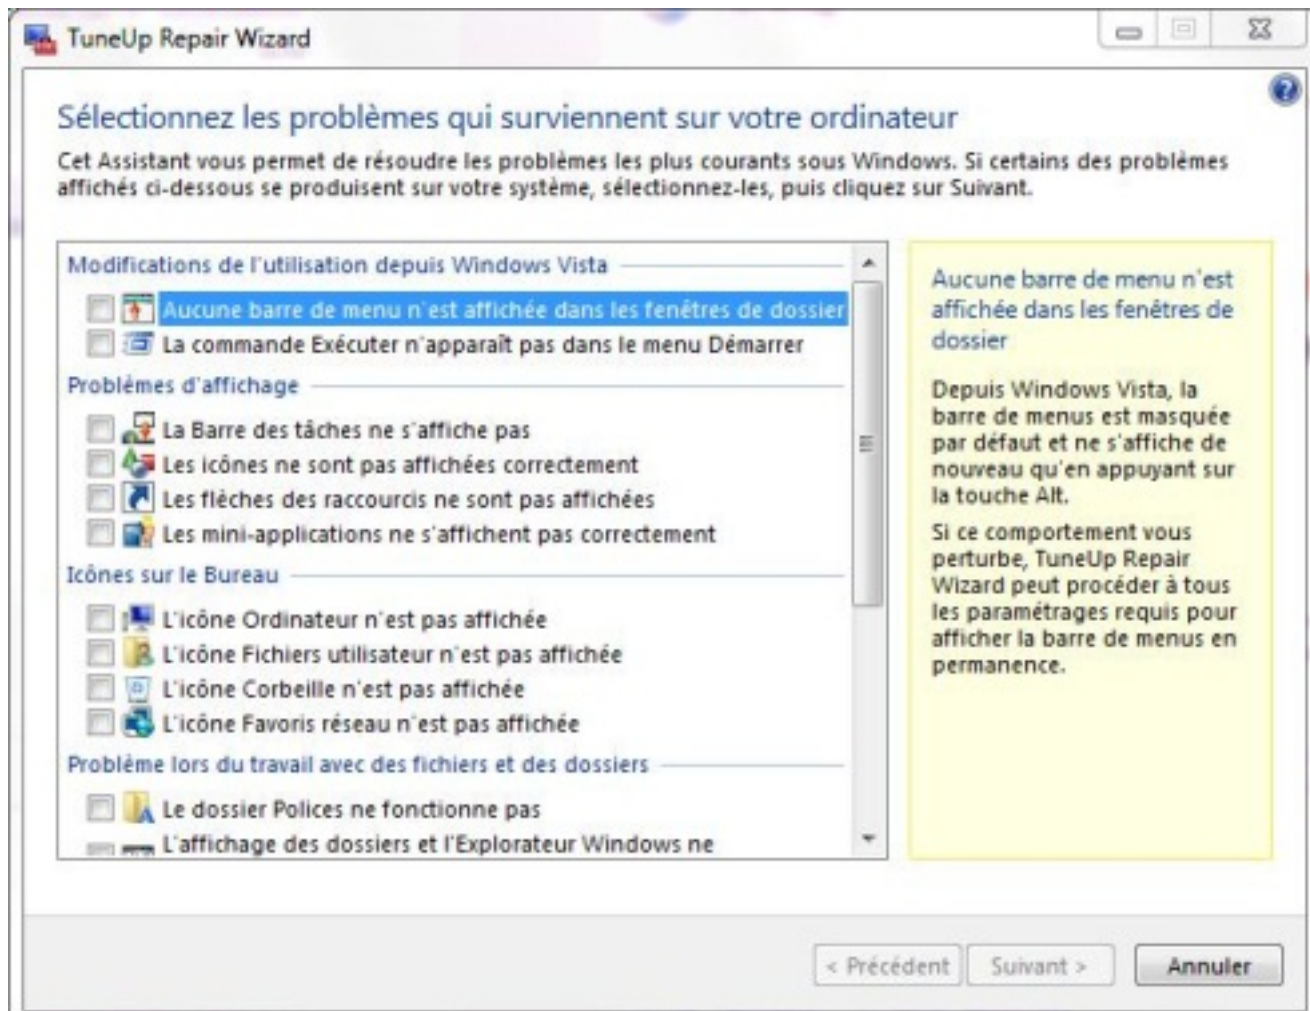 TuneUp Repair Wizard
Sélectionnez les problèmes qui surviennent sur votre ordinateur
Cet Assistant vous permet de résoudre les problèmes les plus courants sous Windows. Si certains des problèmes
affichés ci-dessous se produisent sur votre système, sélectionnez-les, puis cliquez sur Suivant.
Modifications de l'utilisation depuis Windows Vista
Aucune barre de menu n'est affichée dans les fenêtres de dossier
La commande Exécuter n'apparaît pas dans le menu Démarrer
Problèmes d'affichage
La Barre des tâches ne s'affiche pas
Les icônes ne sont pas affichées correctement
Les flèches des raccourcis ne sont pas affichées
Les mini-applications ne s'affichent pas correctement
Icônes sur le Bureau
L'icône Ordinateur n'est pas affichée
L'icône Fichiers utilisateur n'est pas affichée
L'icône Corbeille n'est pas affichée
L'icône Favoris réseau n'est pas affichée
Problème lors du travail avec des fichiers et des dossiers
Le dossier Polices ne fonctionne pas
L'affichage des dossiers et l'Explorateur Windows ne
Aucune barre de menu n'est
affichée dans les fenêtres de
dossier
Depuis Windows Vista, la
barre de menus est masquée
par défaut et ne s'affiche de
nouveau qu'en appuyant sur
la touche Alt.
Si ce comportement vous
perturbe, TuneUp Repair
Wizard peut procéder à tous
les paramétrages requis pour
afficher la barre de menus en
permanence.
< Précédent
Suivant >
Annuler